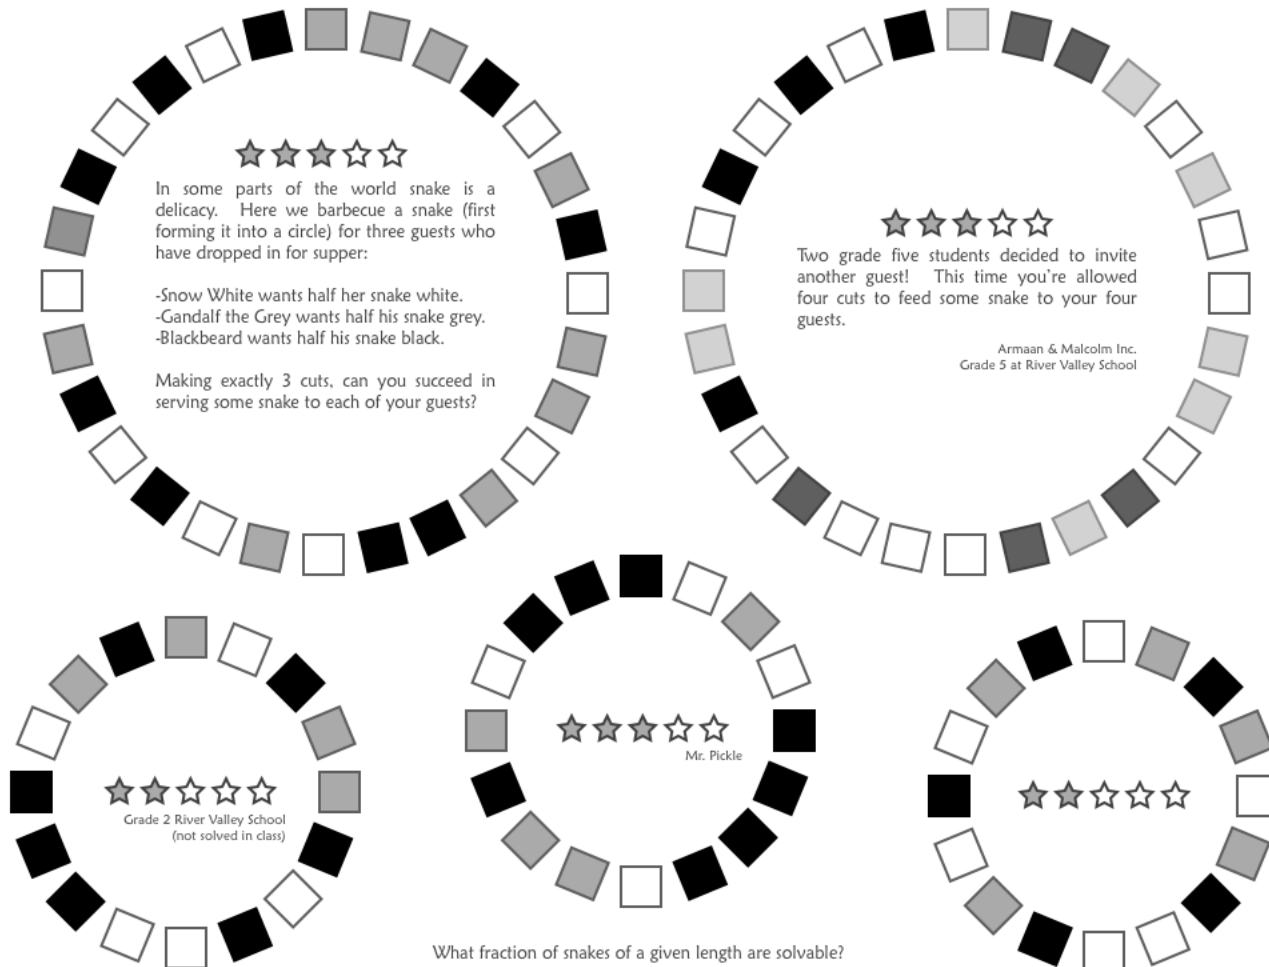 In some parts of the world snake is a
delicacy. Here we barbecue a snake (first
forming it into a circle) for three guests who
have dropped in for supper:
-Snow White wants half her snake white.
-Gandalf the Grey wants half his snake grey.
-Blackbeard wants half his snake black.
Making exactly 3 cuts, can you succeed in
serving some snake to each of your guests?
Two grade five students decided to invite
another guest! This time you're allowed
four cuts to feed some snake to your four
guests.
Armaan & Malcolm Inc.
Grade 5 at River Valley School
Mr. Pickle
Grade 2 River Valley School
(not solved in class)
What fraction of snakes of a given length are solvable?